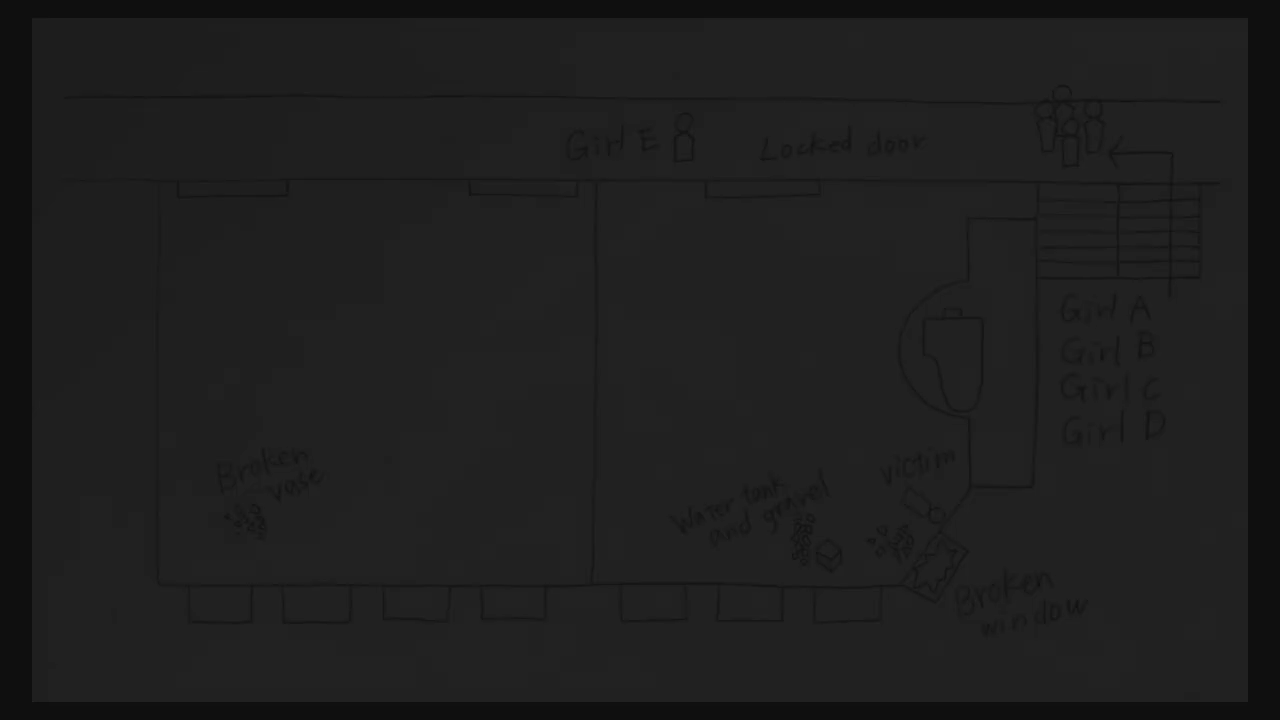 Girl E
Locked door
Girl A
Girl B
Girl C
Girl D
Broken
vase
Water tank
and gravel
victim
Broken
window